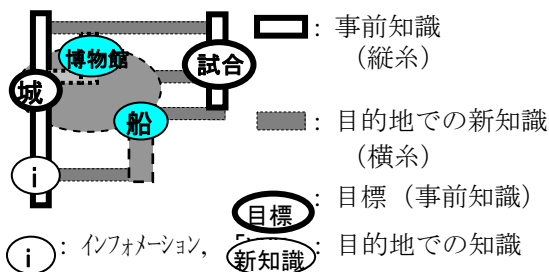 博物館
試合
城
船
i
: 事前知識
（縦糸）
: 目的地での新知識
（横糸）
目標 : 目標（事前知識）
i : インフォメーション, 新知識 : 目的地での知識